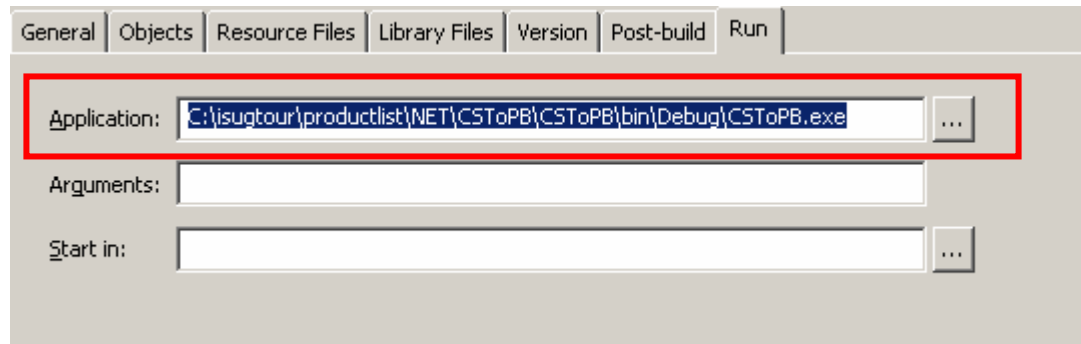 General Objects Resource Files Library Files Version Post-build Run
Application: C:\isugtour\productlist\NET\CSToPB\CSToPB\bin\Debug\CSToPB.exe ...
Arguments:
Start in: ...